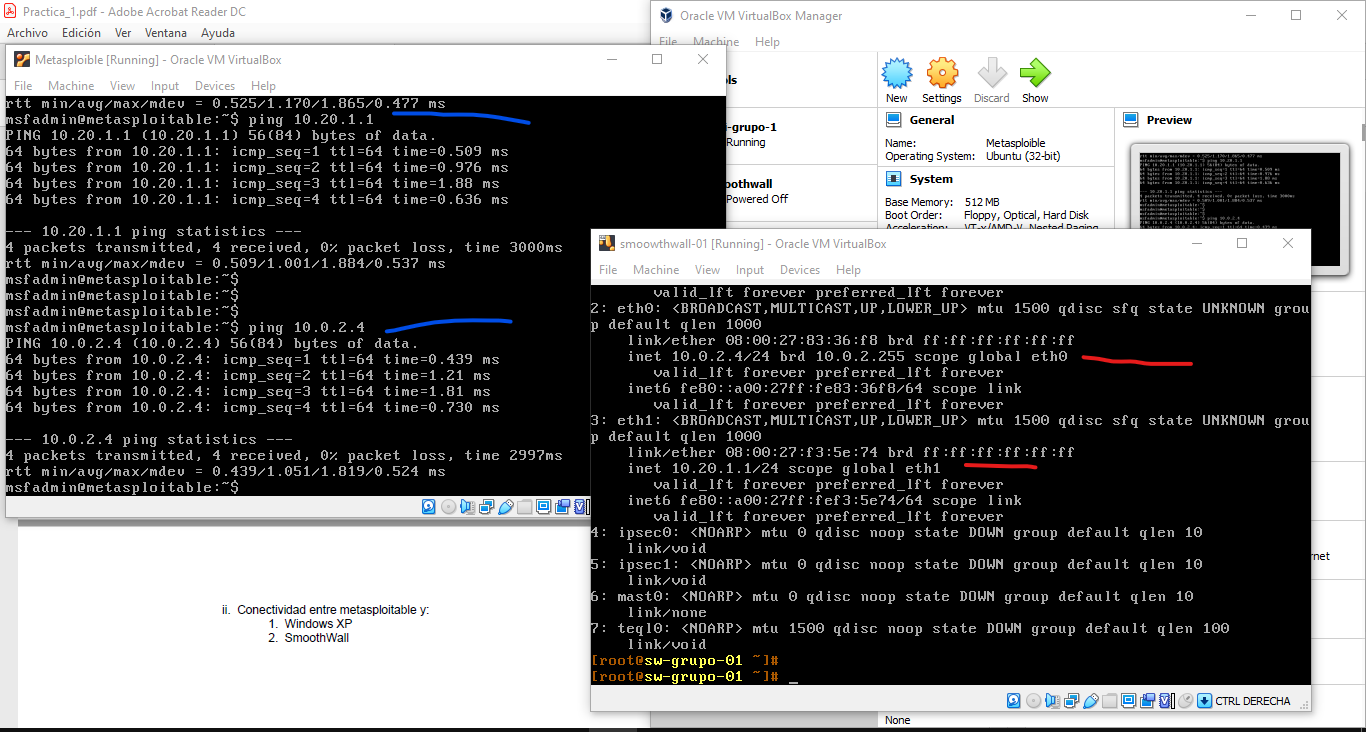 Practica_1.pdf - Adobe Acrobat Reader DC
Archivo Edición Ver Ventana Ayuda
Metasploible [Running] - Oracle VM VirtualBox
File Machine View Input Devices Help
rtt min/avg/max/mdev = 0.525/1.170/1.865/0.477 ms
msfadmin@metasploitable:~$ ping 10.20.1.1
PING 10.20.1.1 (10.20.1.1) 56(84) bytes of data.
64 bytes from 10.20.1.1: icmp_seq=1 ttl=64 time=0.509 ms
64 bytes from 10.20.1.1: icmp_seq=2 ttl=64 time=0.976 ms
64 bytes from 10.20.1.1: icmp_seq=3 ttl=64 time=1.88 ms
64 bytes from 10.20.1.1: icmp_seq=4 ttl=64 time=0.636 ms
--- 10.20.1.1 ping statistics ---
4 packets transmitted, 4 received, 0% packet loss, time 3000ms
rtt min/avg/max/mdev = 0.509/1.001/1.884/0.537 ms
msfadmin@metasploitable:~$
msfadmin@metasploitable:~$
msfadmin@metasploitable:~$
msfadmin@metasploitable:~$ ping 10.0.2.4
PING 10.0.2.4 (10.0.2.4) 56(84) bytes of data.
64 bytes from 10.0.2.4: icmp_seq=1 ttl=64 time=0.439 ms
64 bytes from 10.0.2.4: icmp_seq=2 ttl=64 time=1.21 ms
64 bytes from 10.0.2.4: icmp_seq=3 ttl=64 time=1.81 ms
64 bytes from 10.0.2.4: icmp_seq=4 ttl=64 time=0.730 ms
--- 10.0.2.4 ping statistics ---
4 packets transmitted, 4 received, 0% packet loss, time 2997ms
rtt min/avg/max/mdev = 0.439/1.051/1.819/0.524 ms
msfadmin@metasploitable:~$
ii. Conectividad entre metasploitable y:
1. Windows XP
2. SmoothWall
Oracle VM VirtualBox Manager
File Machine Help
ols
New Settings Discard Show
-grupo-1
Running
oothwall
Powered Off
General
Name: Metasploible
Operating System: Ubuntu (32-bit)
System
Base Memory: 512 MB
Boot Order: Floppy, Optical, Hard Disk
Acceleration: VT-x/AMD-V, Nested Paging
Preview
smoowthwall-01 [Running] - Oracle VM VirtualBox
File Machine View Input Devices Help
valid_lft forever preferred_lft forever
2: eth0: <BROADCAST,MULTICAST,UP,LOWER_UP> mtu 1500 qdisc sfq state UNKNOWN grou
p default qlen 1000
link/ether 08:00:27:83:36:f8 brd ff:ff:ff:ff:ff:ff
inet 10.0.2.4/24 brd 10.0.2.255 scope global eth0
valid_lft forever preferred_lft forever
inet6 fe80::a00:27ff:fe83:36f8/64 scope link
valid_lft forever preferred_lft forever
3: eth1: <BROADCAST,MULTICAST,UP,LOWER_UP> mtu 1500 qdisc sfq state UNKNOWN grou
p default qlen 1000
link/ether 08:00:27:f3:5e:74 brd ff:ff:ff:ff:ff:ff
inet 10.20.1.1/24 scope global eth1
valid_lft forever preferred_lft forever
inet6 fe80::a00:27ff:fef3:5e74/64 scope link
valid_lft forever preferred_lft forever
4: ipsec0: <NOARP> mtu 0 qdisc noop state DOWN group default qlen 10
link/void
5: ipsec1: <NOARP> mtu 0 qdisc noop state DOWN group default qlen 10
link/void
6: mast0: <NOARP> mtu 0 qdisc noop state DOWN group default qlen 10
link/none
7: teql0: <NOARP> mtu 1500 qdisc noop state DOWN group default qlen 100
link/void
[root@sw-grupo-01 ~]#
[root@sw-grupo-01 ~]# _
CTRL DERECHA
rnet
None